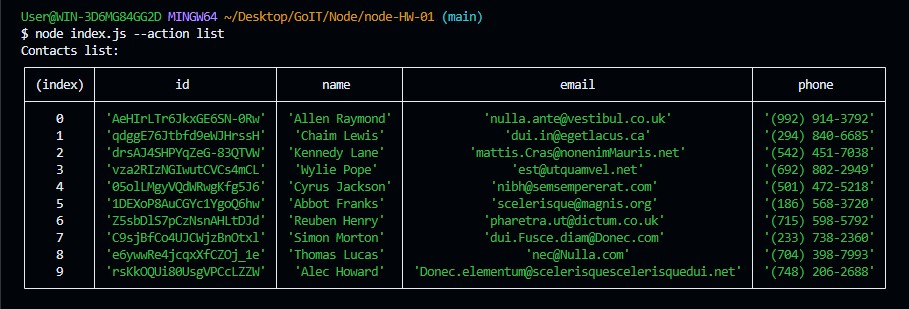 User@WIN-3D6MG84GG2D MINGW64 ~/Desktop/GoIT/Node/node-HW-01 (main)
$ node index.js --action list
Contacts list:
(index) id name email phone
0 'AeHIrLTr6JkxGE6SN-0Rw' 'Allen Raymond' 'nulla.ante@vestibul.co.uk' '(992) 914-3792'
1 'qdggE76Jtbfd9eWJHrssH' 'Chaim Lewis' 'dui.in@egetlacus.ca' '(294) 840-6685'
2 'drsAJ4SHPYqZeG-83QTVW' 'Kennedy Lane' 'mattis.Cras@nonenimMauris.net' '(542) 451-7038'
3 'vza2RIzNGIwutCVCs4mCL' 'Wylie Pope' 'est@utquamvel.net' '(692) 802-2949'
4 '05olLMgyVQdWRwgKfg5J6' 'Cyrus Jackson' 'nibh@semsempererat.com' '(501) 472-5218'
5 '1DEXoP8AuCGYc1YgoQ6hw' 'Abbot Franks' 'scelerisque@magnis.org' '(186) 568-3720'
6 'Z5sbDlS7pCzNsnAHLtDJd' 'Reuben Henry' 'pharetra.ut@dictum.co.uk' '(715) 598-5792'
7 'C9sjBfCo4UJCWjzBnOtxl' 'Simon Morton' 'dui.Fusce.diam@Donec.com' '(233) 738-2360'
8 'e6ywwRe4jcqxXfCZOj_1e' 'Thomas Lucas' 'nec@Nulla.com' '(704) 398-7993'
9 'rsKkOQUi80UsgVPCcLZZW' 'Alec Howard' 'Donec.elementum@scelerisquescelerisquedui.net' '(748) 206-2688'